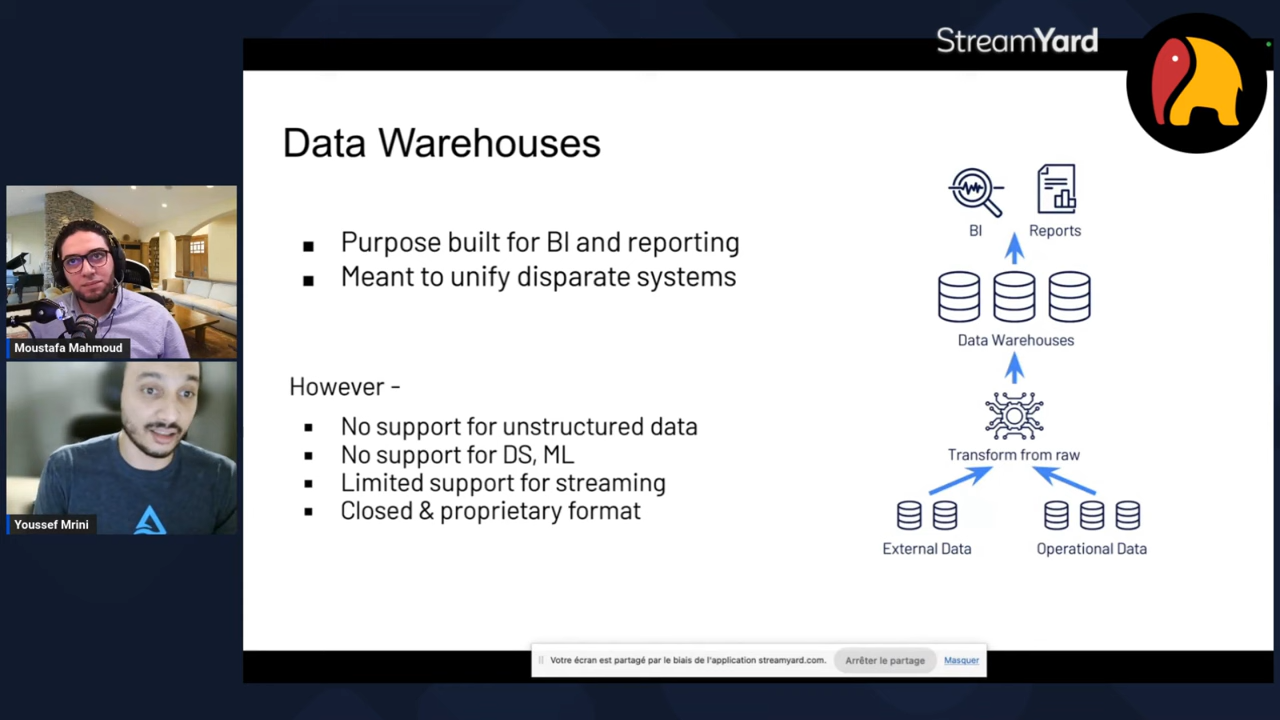 StreamYard
Data Warehouses
Purpose built for BI and reporting
Meant to unify disparate systems
However -
No support for unstructured data
No support for DS, ML
Limited support for streaming
Closed & proprietary format
BI
Reports
Data Warehouses
Transform from raw
External Data
Operational Data
Moustafa Mahmoud
Youssef Mrini
Votre écran est partagé par le biais de l'application streamyard.com.
Arrêter le partage
Masquer